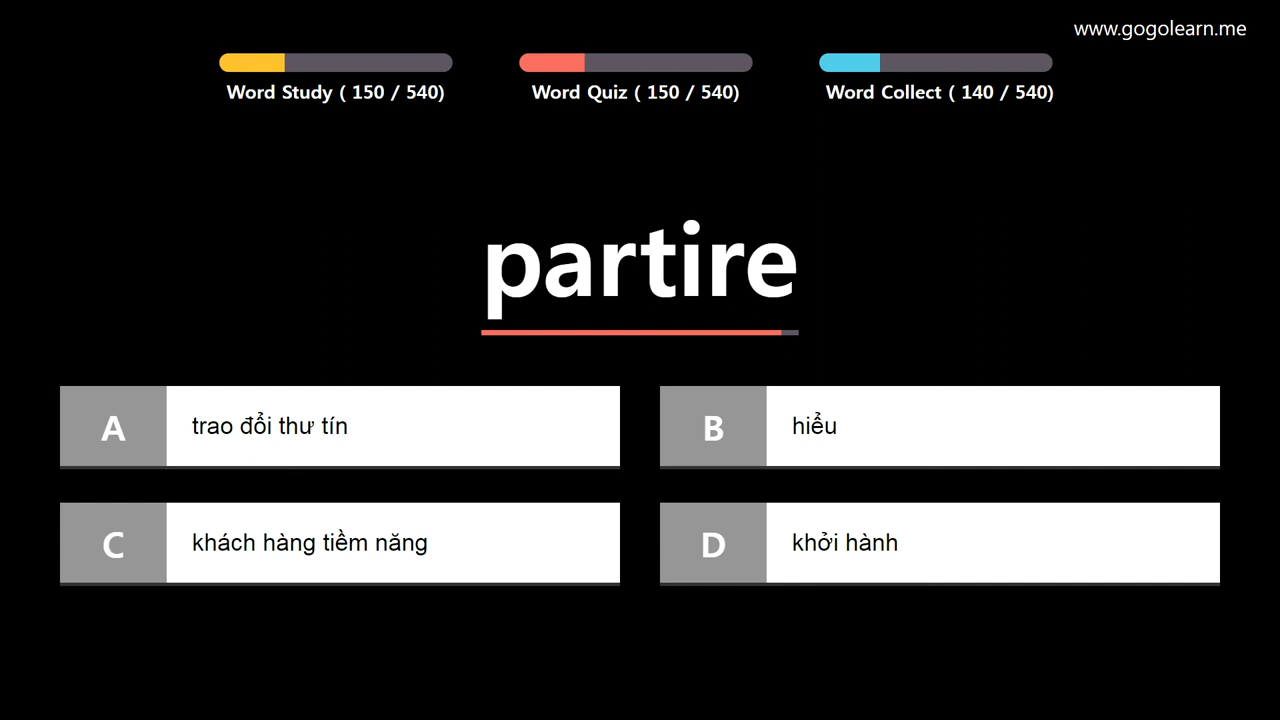 www.gogolearn.me
Word Study ( 150 / 540)
Word Quiz ( 150 / 540)
Word Collect ( 140 / 540)
partire
A
trao đổi thư tín
B
hiểu
C
khách hàng tiềm năng
D
khởi hành